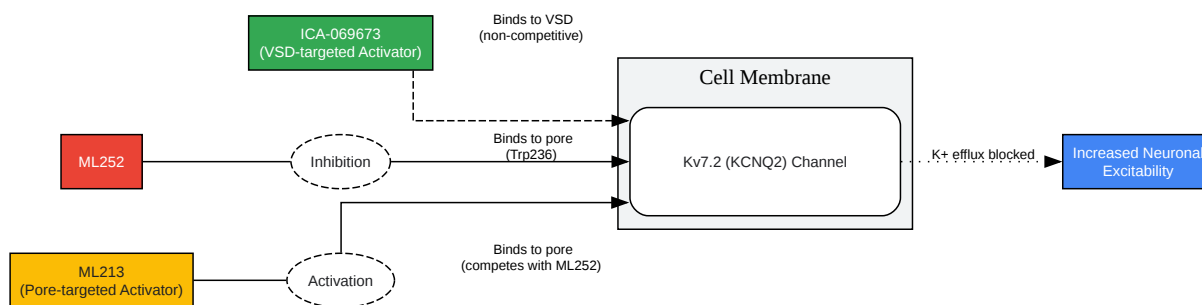 ICA-069673
(VSD-targeted Activator)
Binds to VSD
(non-competitive)
Cell Membrane
ML252
Inhibition
Binds to pore
(Trp236)
Kv7.2 (KCNQ2) Channel
K+ efflux blocked
Increased Neuronal
Excitability
ML213
(Pore-targeted Activator)
Activation
Binds to pore
(competes with ML252)